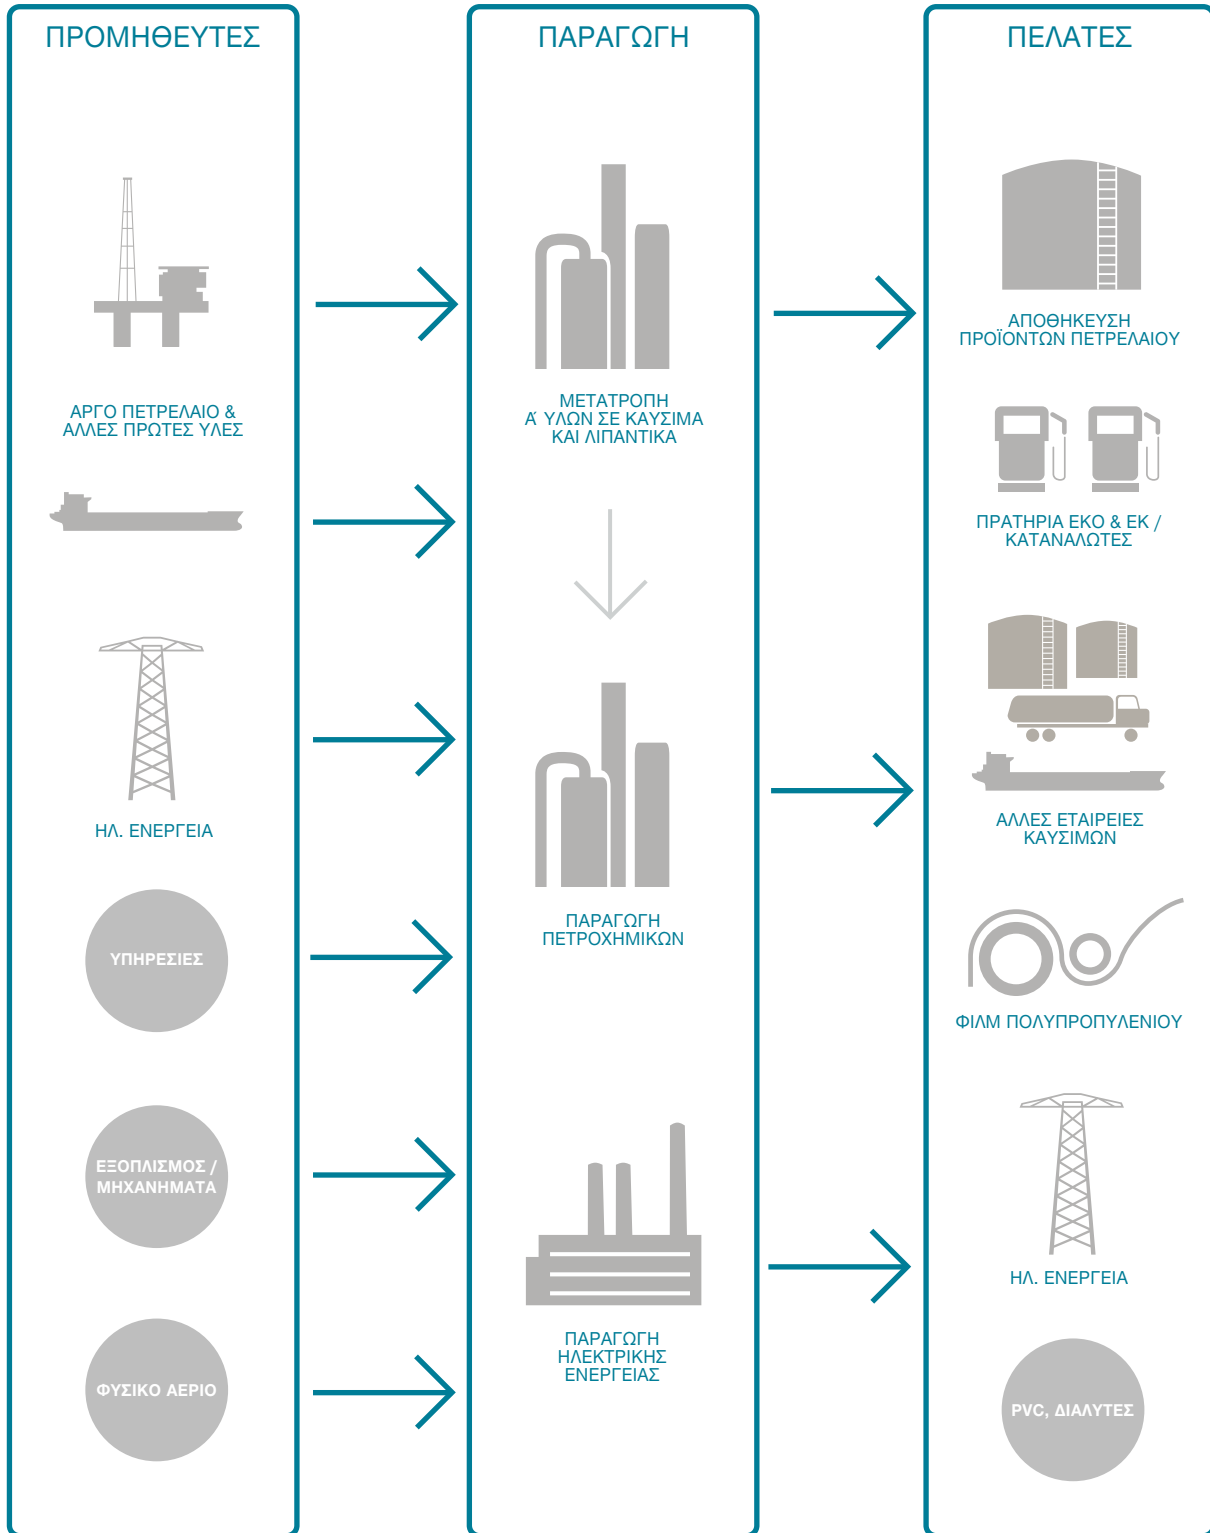 ΠΡΟΜΗΘΕΥΤΕΣ
ΑΡΓΟ ΠΕΤΡΕΛΑΙΟ &
ΑΛΛΕΣ ΠΡΩΤΕΣ ΥΛΕΣ
ΗΛ. ΕΝΕΡΓΕΙΑ
ΥΠΗΡΕΣΙΕΣ
ΕΞΟΠΛΙΣΜΟΣ /
ΜΗΧΑΝΗΜΑΤΑ
ΦΥΣΙΚΟ ΑΕΡΙΟ
ΠΑΡΑΓΩΓΗ
ΜΕΤΑΤΡΟΠΗ
Α΄ ΥΛΩΝ ΣΕ ΚΑΥΣΙΜΑ
ΚΑΙ ΛΙΠΑΝΤΙΚΑ
ΠΑΡΑΓΩΓΗ
ΠΕΤΡΟΧΗΜΙΚΩΝ
ΠΑΡΑΓΩΓΗ
ΗΛΕΚΤΡΙΚΗΣ
ΕΝΕΡΓΕΙΑΣ
ΠΕΛΑΤΕΣ
ΑΠΟΘΗΚΕΥΣΗ
ΠΡΟΪΟΝΤΩΝ ΠΕΤΡΕΛΑΙΟΥ
ΠΡΑΤΗΡΙΑ ΕΚΟ & ΕΚ /
ΚΑΤΑΝΑΛΩΤΕΣ
ΑΛΛΕΣ ΕΤΑΙΡΕΙΕΣ
ΚΑΥΣΙΜΩΝ
ΦΙΛΜ ΠΟΛΥΠΡΟΠΥΛΕΝΙΟΥ
ΗΛ. ΕΝΕΡΓΕΙΑ
PVC, ΔΙΑΛΥΤΕΣ